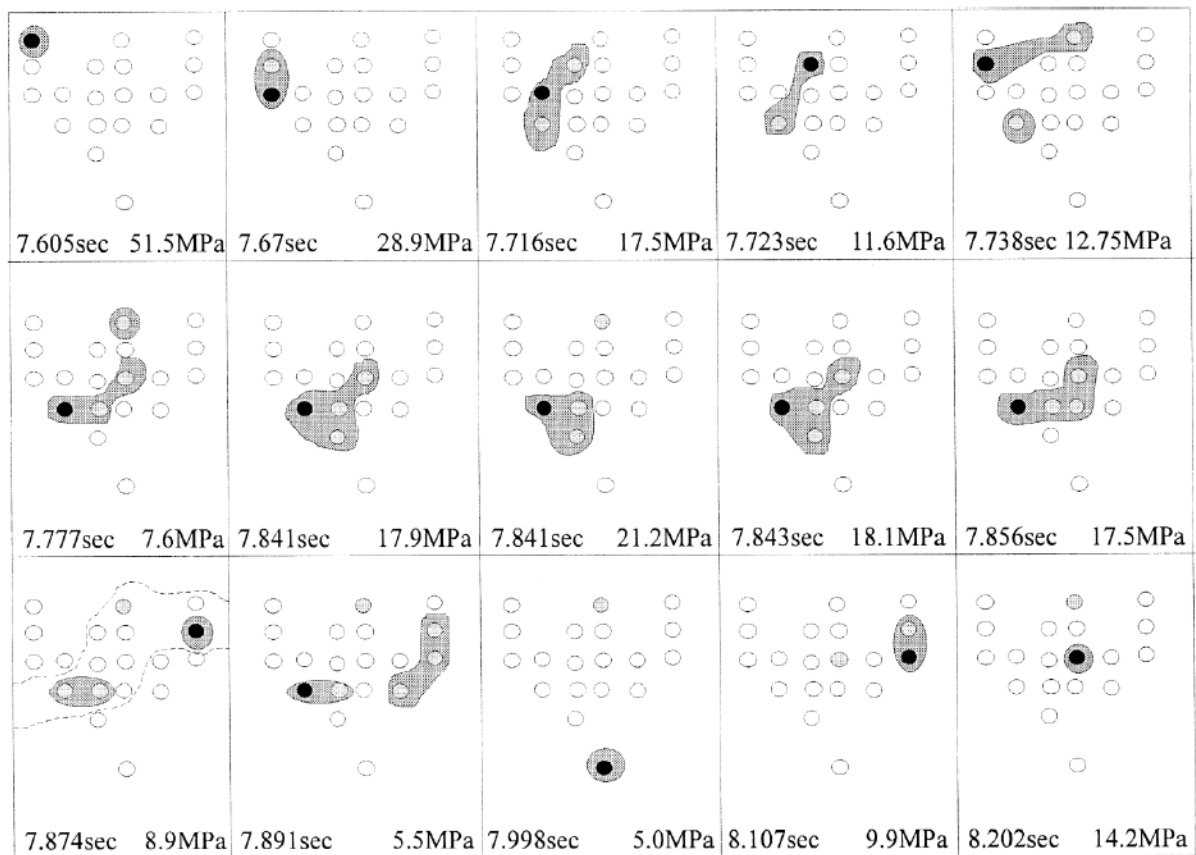 7.605sec 51.5MPa
7.67sec 28.9MPa
7.716sec 17.5MPa
7.723sec 11.6MPa
7.738sec 12.75MPa
7.777sec 7.6MPa
7.841sec 17.9MPa
7.841sec 21.2MPa
7.843sec 18.1MPa
7.856sec 17.5MPa
7.874sec 8.9MPa
7.891sec 5.5MPa
7.998sec 5.0MPa
8.107sec 9.9MPa
8.202sec 14.2MPa